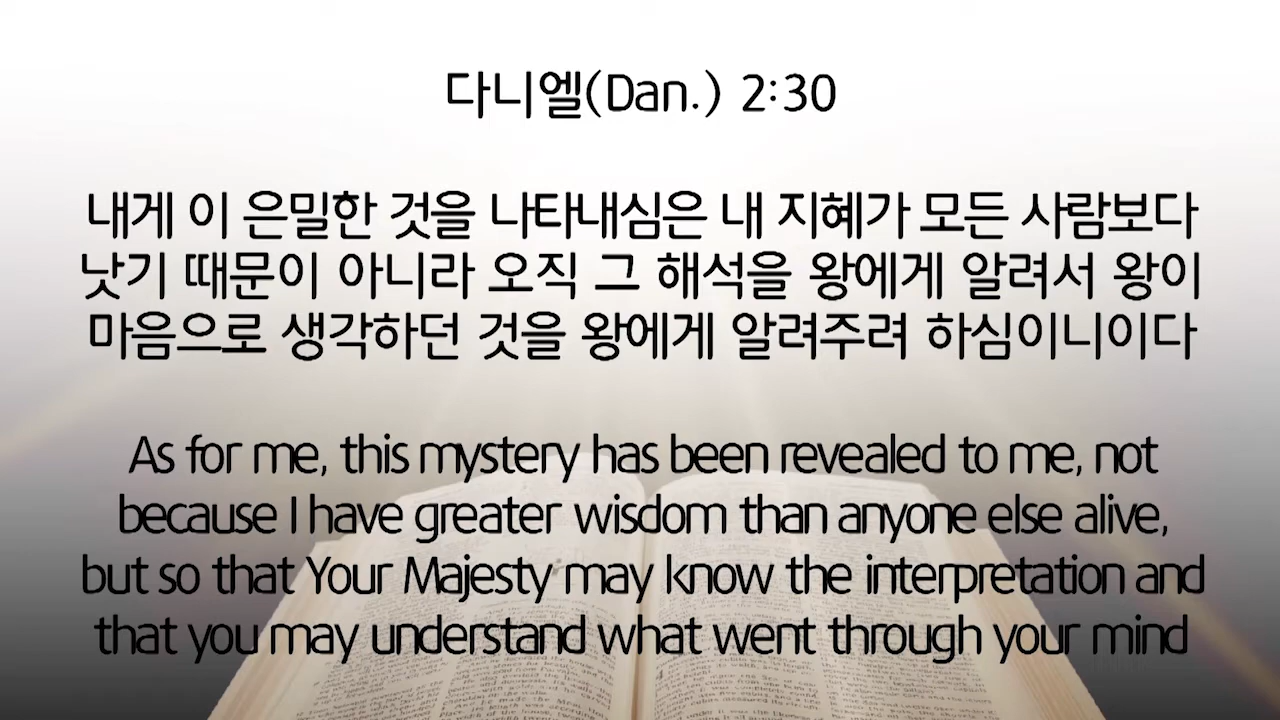 다니엘(Dan.) 2:30
내게 이 은밀한 것을 나타내심은 내 지혜가 모든 사람보다
낫기 때문이 아니라 오직 그 해석을 왕에게 알려서 왕이
마음으로 생각하던 것을 왕에게 알려주려 하심이니이다
As for me, this mystery has been revealed to me, not
because I have greater wisdom than anyone else alive,
but so that Your Majesty may know the interpretation and
that you may understand what went through your mind